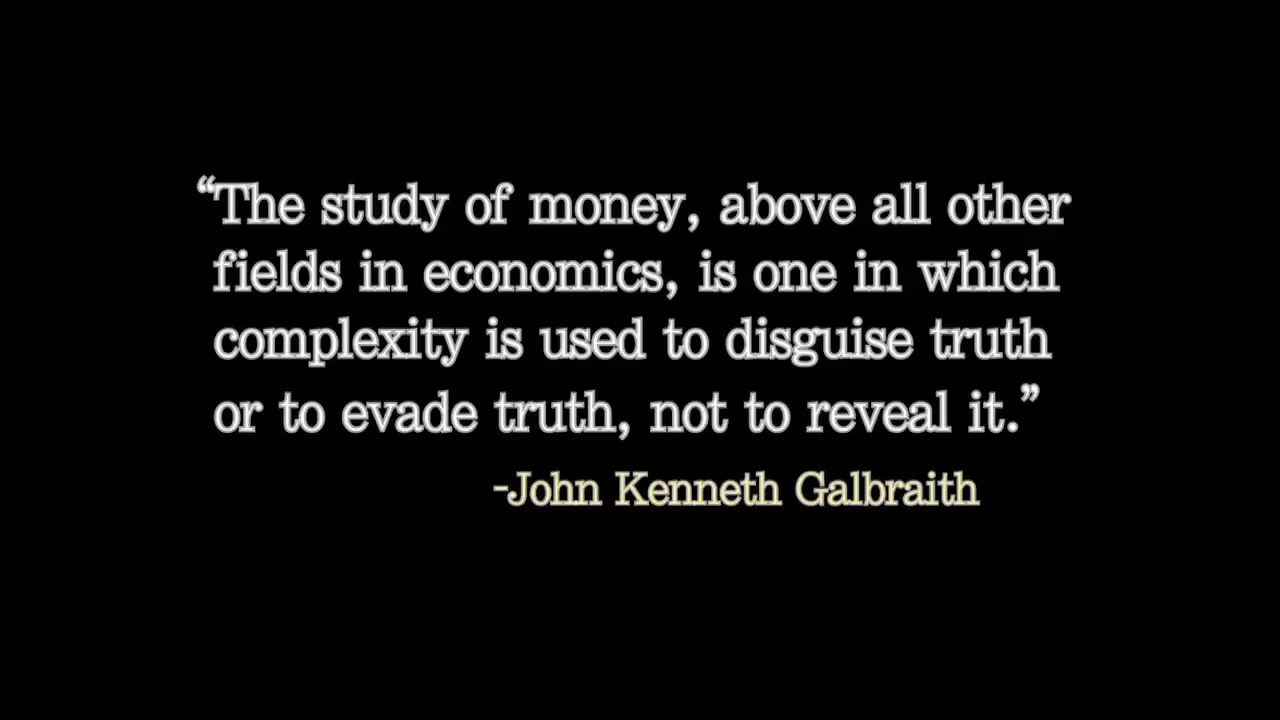 “The study of money, above all other
fields in economics, is one in which
complexity is used to disguise truth
or to evade truth, not to reveal it.”
-John Kenneth Galbraith